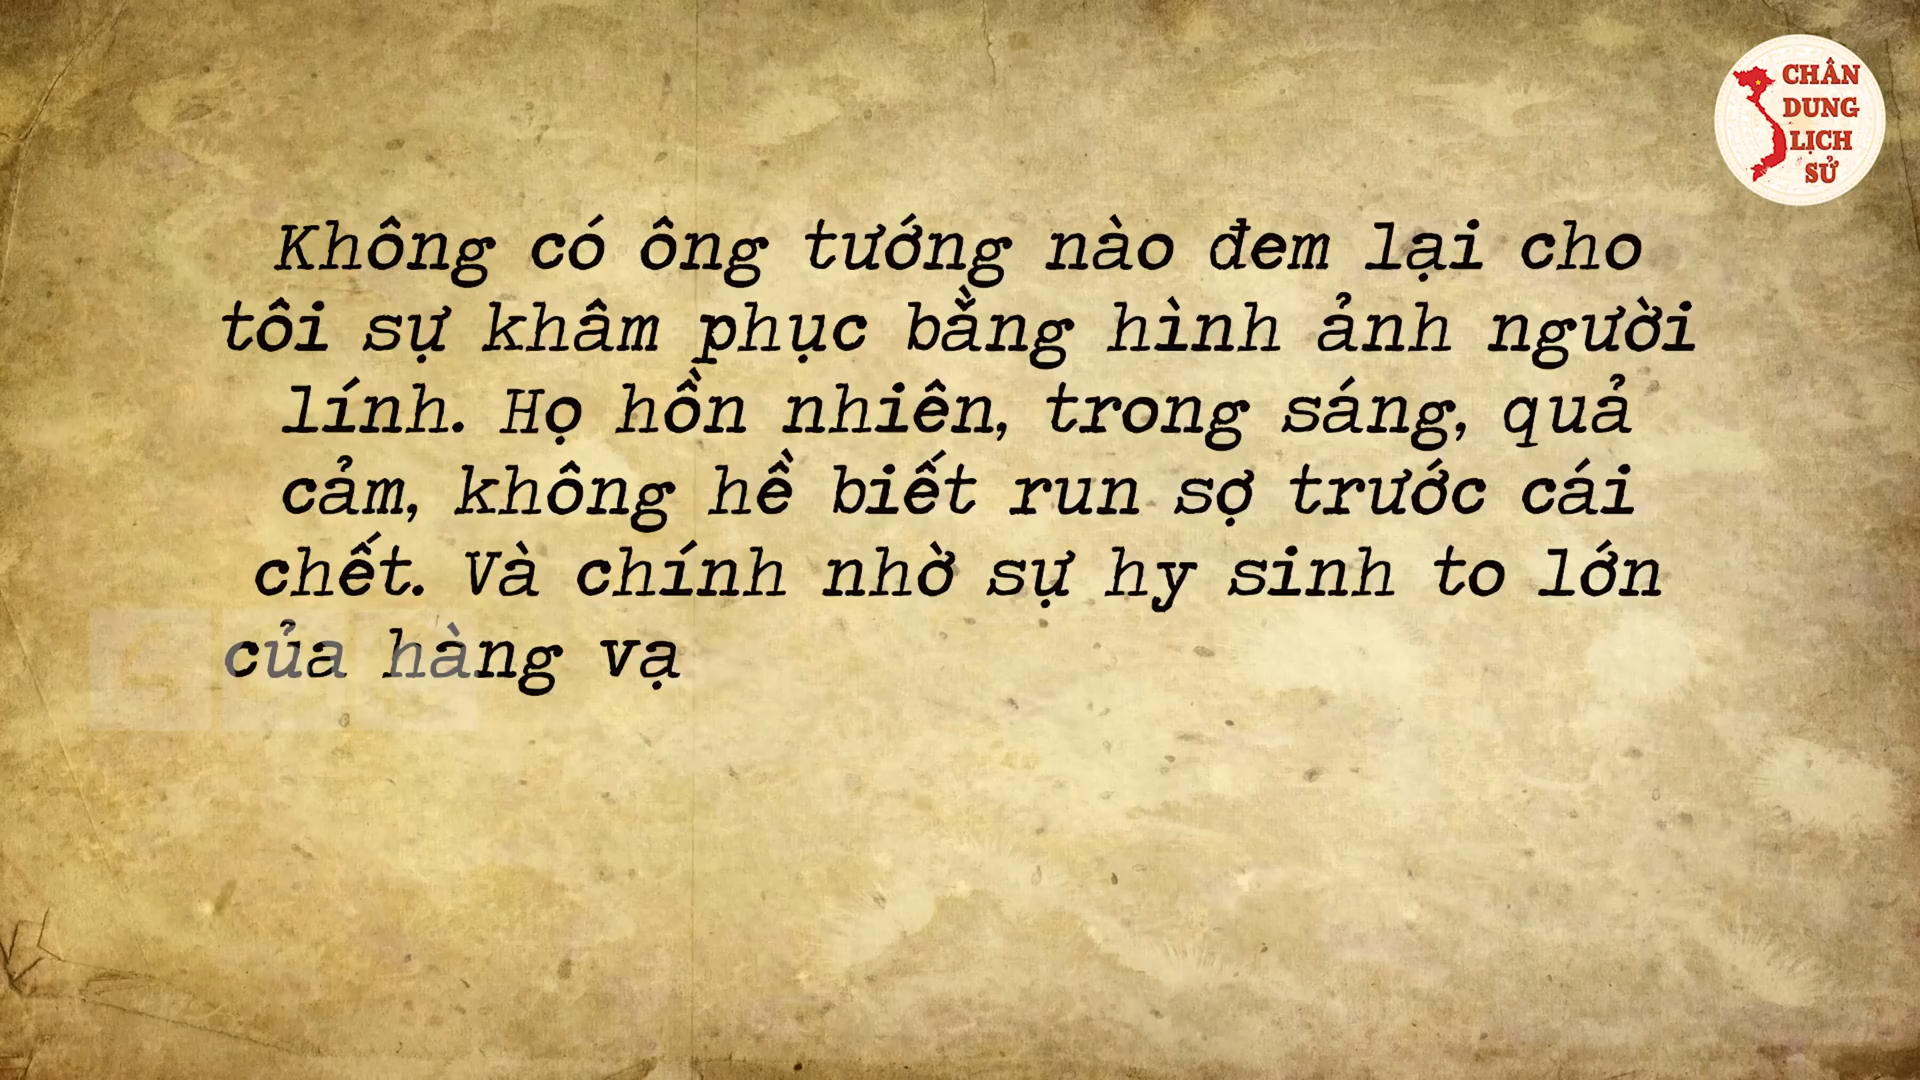 CHÂN
DUNG
LỊCH
SỬ
Không có ông tướng nào đem lại cho
tôi sự khâm phục bằng hình ảnh người
lính. Họ hồn nhiên, trong sáng, quả
cảm, không hề biết run sợ trước cái
chết. Và chính nhờ sự hy sinh to lớn
của hàng vạ